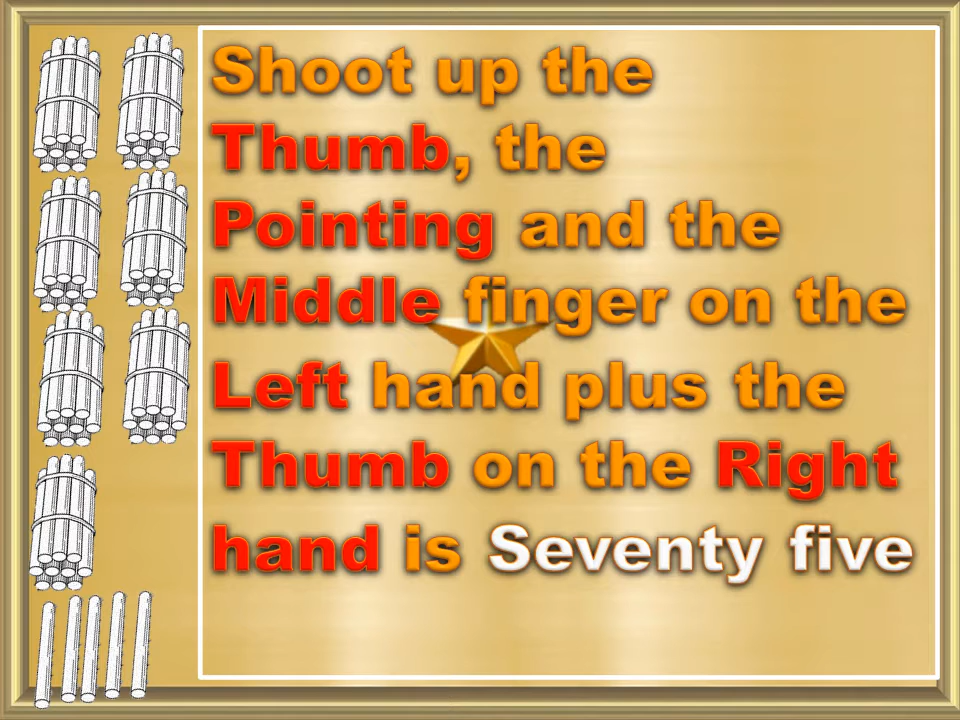 Shoot up the
Thumb, the
Pointing and the
Middle finger on the
Left hand plus the
Thumb on the Right
hand is Seventy five